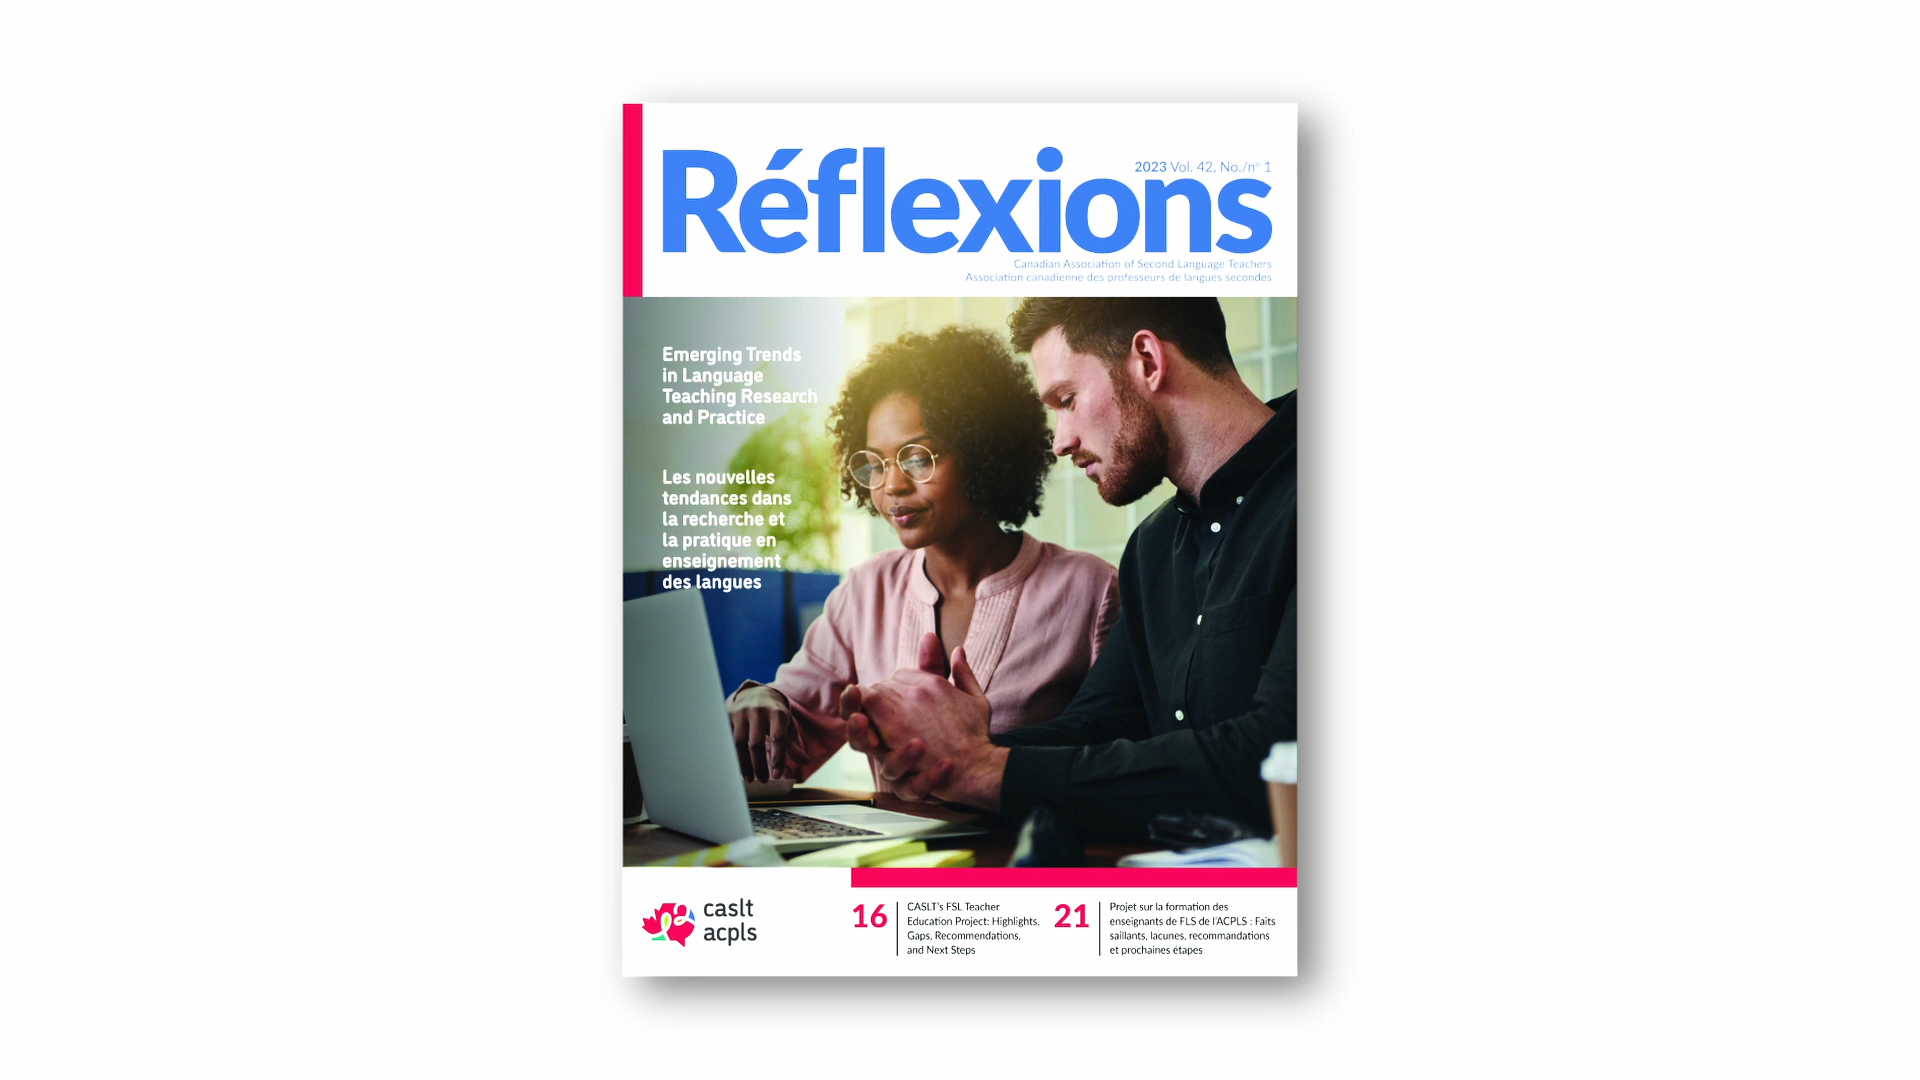 2023 Vol. 42, No./nº 1
Réflexions
Canadian Association of Second Language Teachers
Association canadienne des professeurs de langues secondes
Emerging Trends
in Language
Teaching Research
and Practice
Les nouvelles
tendances dans
la recherche et
la pratique en
enseignement
des langues
caslt
acpls
16
CASLT’s FSL Teacher
Education Project: Highlights,
Gaps, Recommendations,
and Next Steps
21
Projet sur la formation des
enseignants de FLS de l’ACPLS : Faits
saillants, lacunes, recommandations
et prochaines étapes